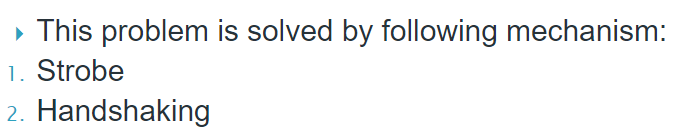 This problem is solved by following mechanism:
1. Strobe
2. Handshaking